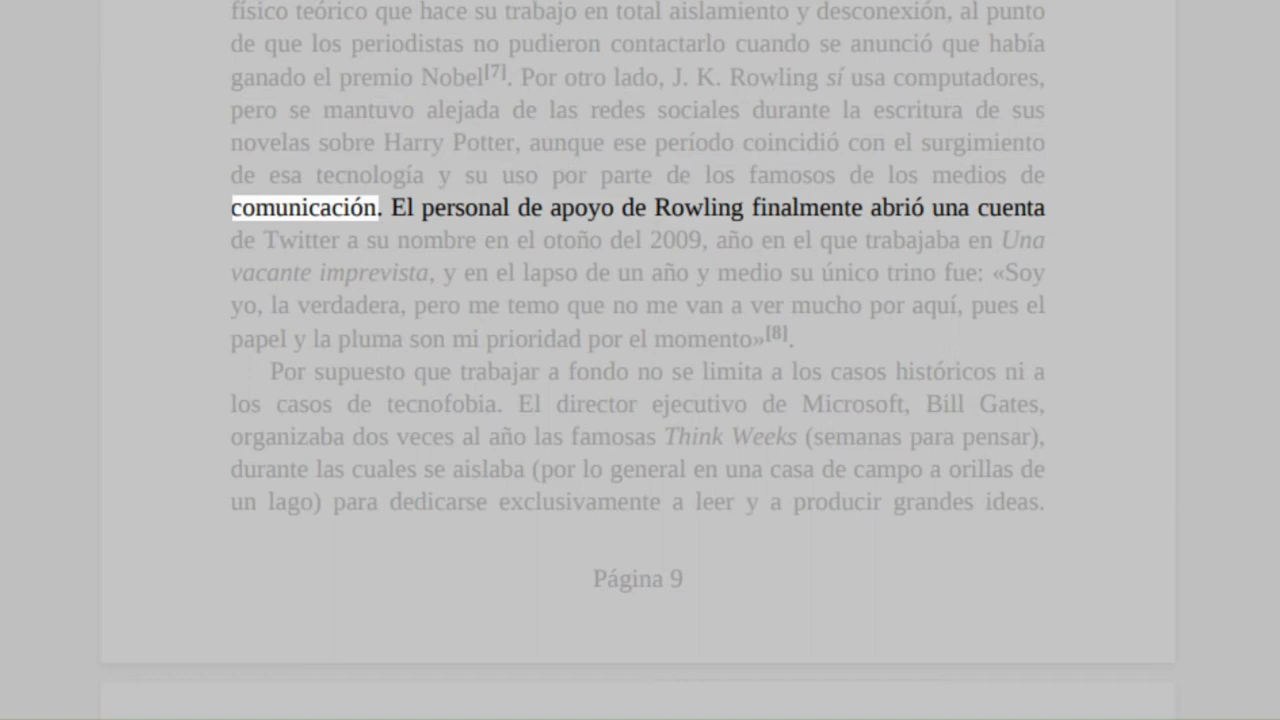 físico teórico que hace su trabajo en total aislamiento y desconexión, al punto
de que los periodistas no pudieron contactarlo cuando se anunció que había
ganado el premio Nobel[7]. Por otro lado, J. K. Rowling sí usa computadores,
pero se mantuvo alejada de las redes sociales durante la escritura de sus
novelas sobre Harry Potter, aunque ese período coincidió con el surgimiento
de esa tecnología y su uso por parte de los famosos de los medios de
comunicación. El personal de apoyo de Rowling finalmente abrió una cuenta
de Twitter a su nombre en el otoño del 2009, año en el que trabajaba en Una
vacante imprevista, y en el lapso de un año y medio su único trino fue: «Soy
yo, la verdadera, pero me temo que no me van a ver mucho por aquí, pues el
papel y la pluma son mi prioridad por el momento»[8].
Por supuesto que trabajar a fondo no se limita a los casos históricos ni a
los casos de tecnofobia. El director ejecutivo de Microsoft, Bill Gates,
organizaba dos veces al año las famosas Think Weeks (semanas para pensar),
durante las cuales se aislaba (por lo general en una casa de campo a orillas de
un lago) para dedicarse exclusivamente a leer y a producir grandes ideas.
Página 9